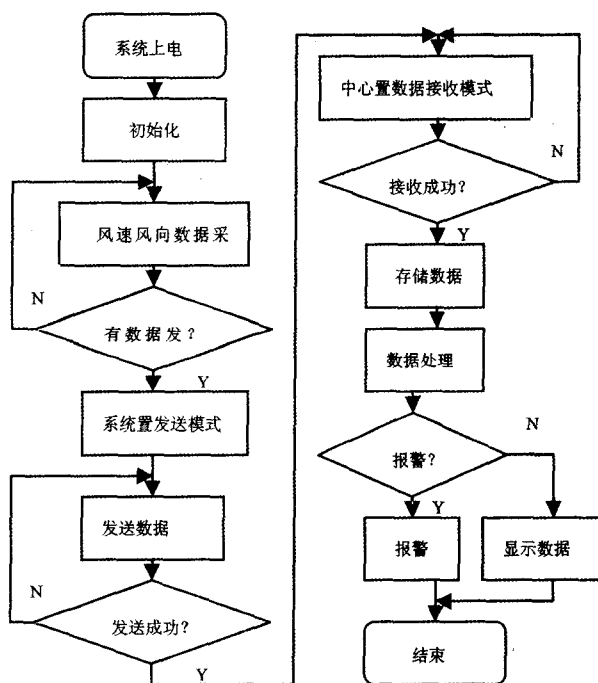 系统上电
初始化
风速风向数据采
N
有数据发?
Y
系统置发送模式
发送数据
N
发送成功?
Y
中心置数据接收模式
N
接收成功?
Y
存储数据
数据处理
N
报警?
Y
报警
显示数据
结束